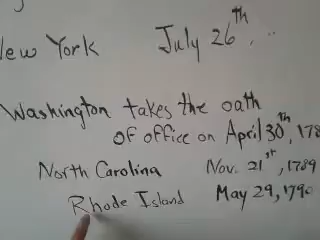 New York July 26th, ..
Washington takes the oath
of office on April 30th, 178
North Carolina Nov. 21st, 1789
Rhode Island May 29, 1790